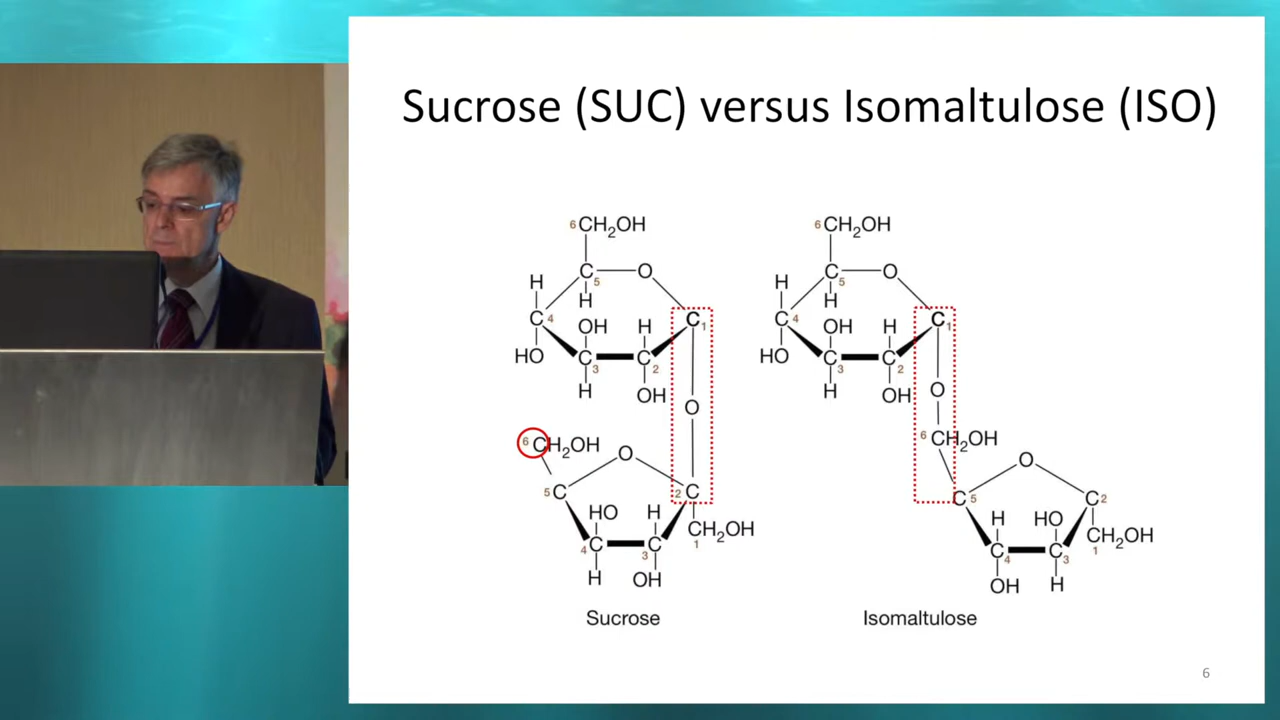 Sucrose (SUC) versus Isomaltulose (ISO)
6 CH2OH
C 5
O
H
H
C 4
HO
OH
C 3
H
H
C 2
OH
C 1
O
6 CH2OH
O
5 C
HO
4 C
H
H
3 C
OH
2 C
CH2OH
1
Sucrose
6 CH2OH
C 5
O
H
H
C 4
HO
OH
C 3
H
H
C 2
OH
C 1
O
6 CH2OH
O
C 5
H
C 4
OH
HO
C 3
H
C 2
CH2OH
1
Isomaltulose
6